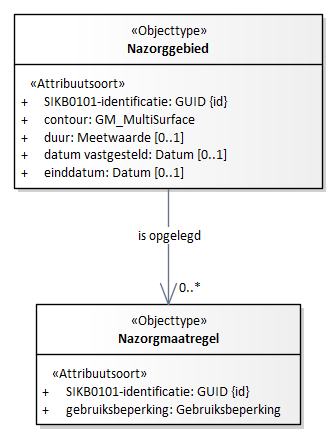 «Objecttype»
Nazorggebied
«Attribuutsoort»
+ SIKB0101-identificatie: GUID {id}
+ contour: GM_MultiSurface
+ duur: Meetwaarde [0..1]
+ datum vastgesteld: Datum [0..1]
+ einddatum: Datum [0..1]
is opgelegd
0..*
«Objecttype»
Nazorgmaatregel
«Attribuutsoort»
+ SIKB0101-identificatie: GUID {id}
+ gebruiksbeperking: Gebruiksbeperking